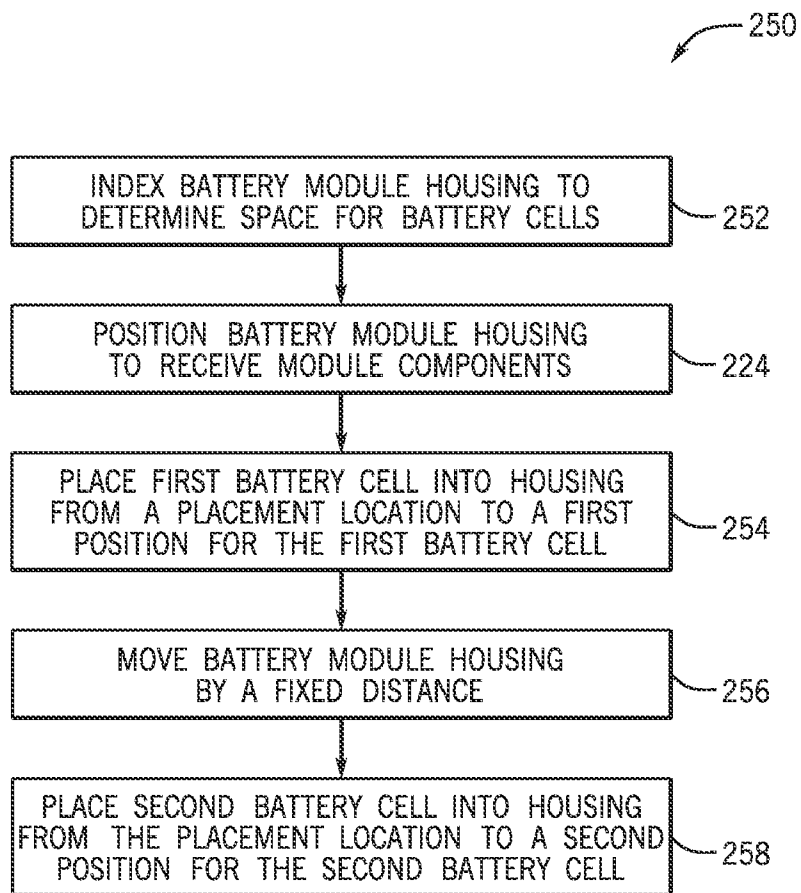 250
INDEX BATTERY MODULE HOUSING TO
DETERMINE SPACE FOR BATTERY CELLS
252
POSITION BATTERY MODULE HOUSING
TO RECEIVE MODULE COMPONENTS
224
PLACE FIRST BATTERY CELL INTO HOUSING
FROM A PLACEMENT LOCATION TO A FIRST
POSITION FOR THE FIRST BATTERY CELL
254
MOVE BATTERY MODULE HOUSING
BY A FIXED DISTANCE
256
PLACE SECOND BATTERY CELL INTO HOUSING
FROM THE PLACEMENT LOCATION TO A SECOND
POSITION FOR THE SECOND BATTERY CELL
258